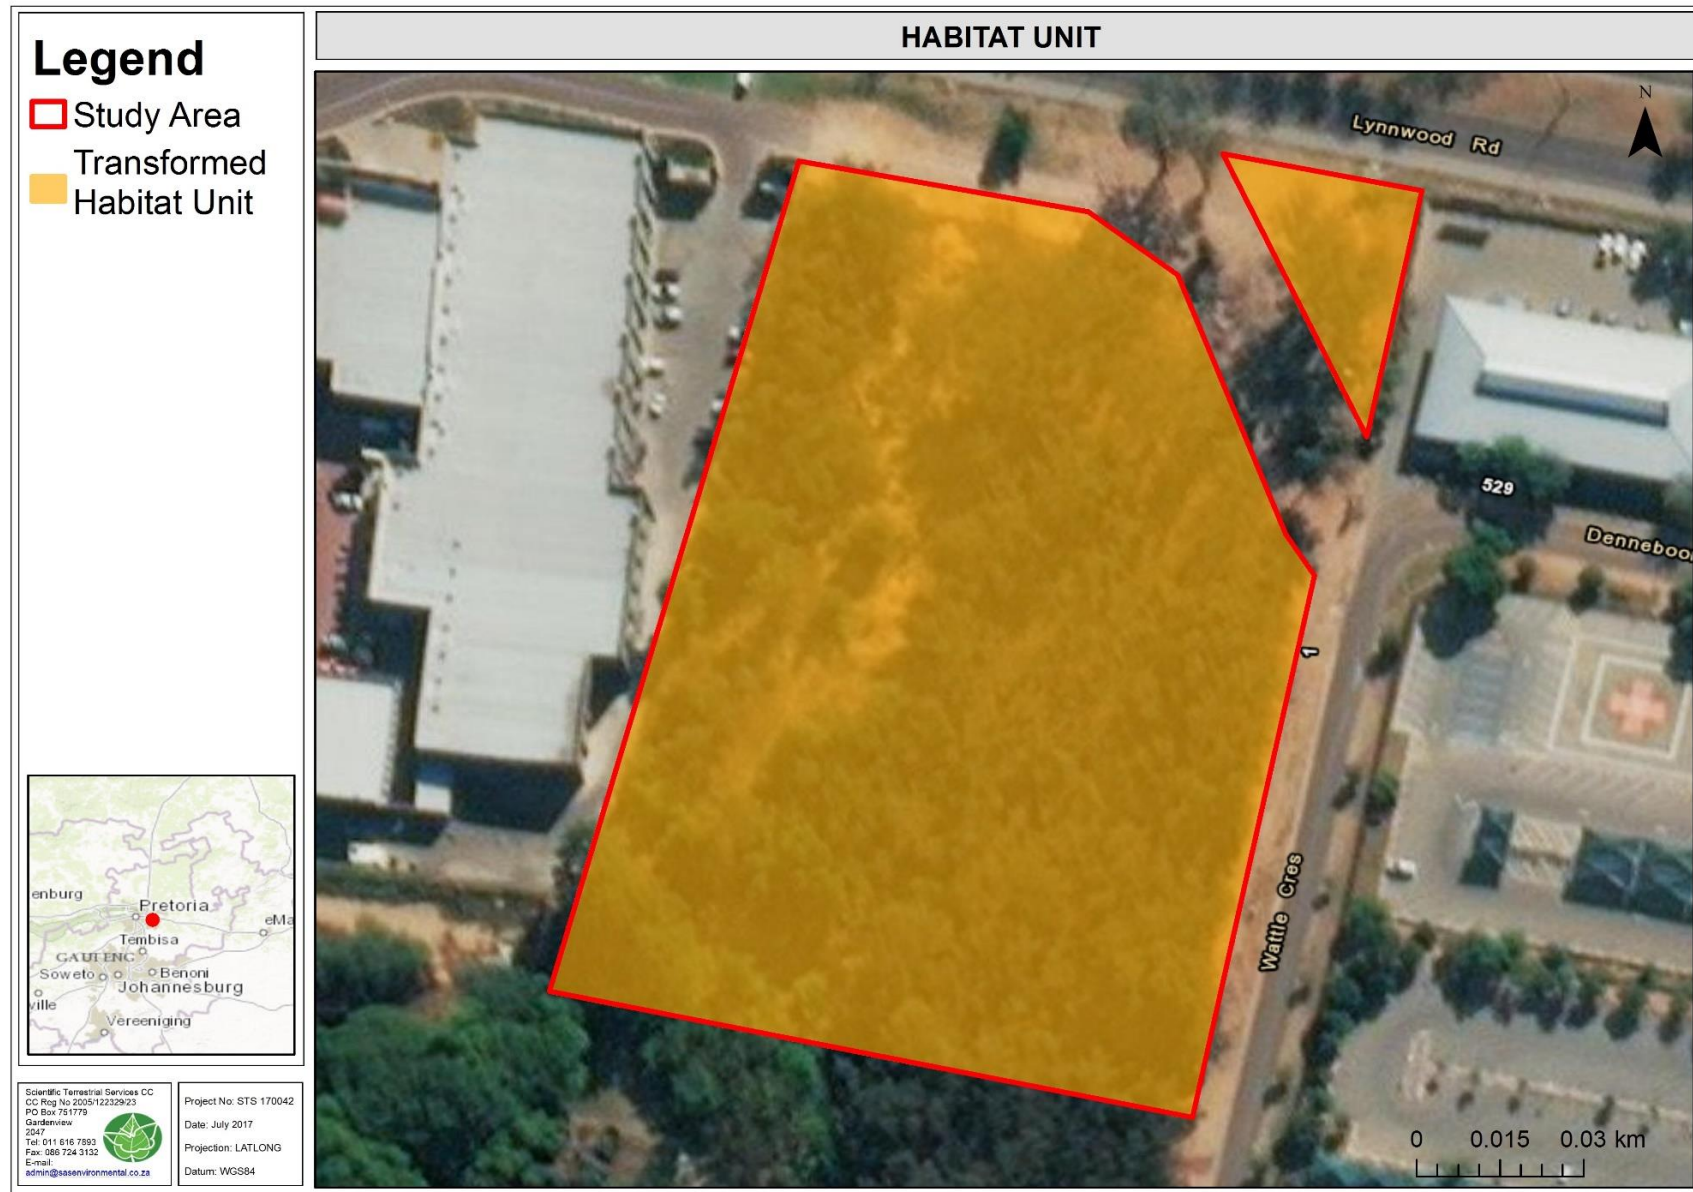 HABITAT UNIT
Legend
Study Area
Transformed
Habitat Unit
N
Lynnwood Rd
529
Denneboo
1
Wattle Cres
0 0.015 0.03 km
enburg
Pretoria
eMa
Tembisa
GAUTENG
Soweto
Benoni
Johannesburg
ville
Vereeniging
Scientific Terrestrial Services CC
CC Reg No 2005/122329/23
PO Box 751779
Gardenview
2047
Tel: 011 616 7893
Fax: 086 724 3132
E-mail:
admin@sasenvironmental.co.za
Project No: STS 170042
Date: July 2017
Projection: LATLONG
Datum: WGS84